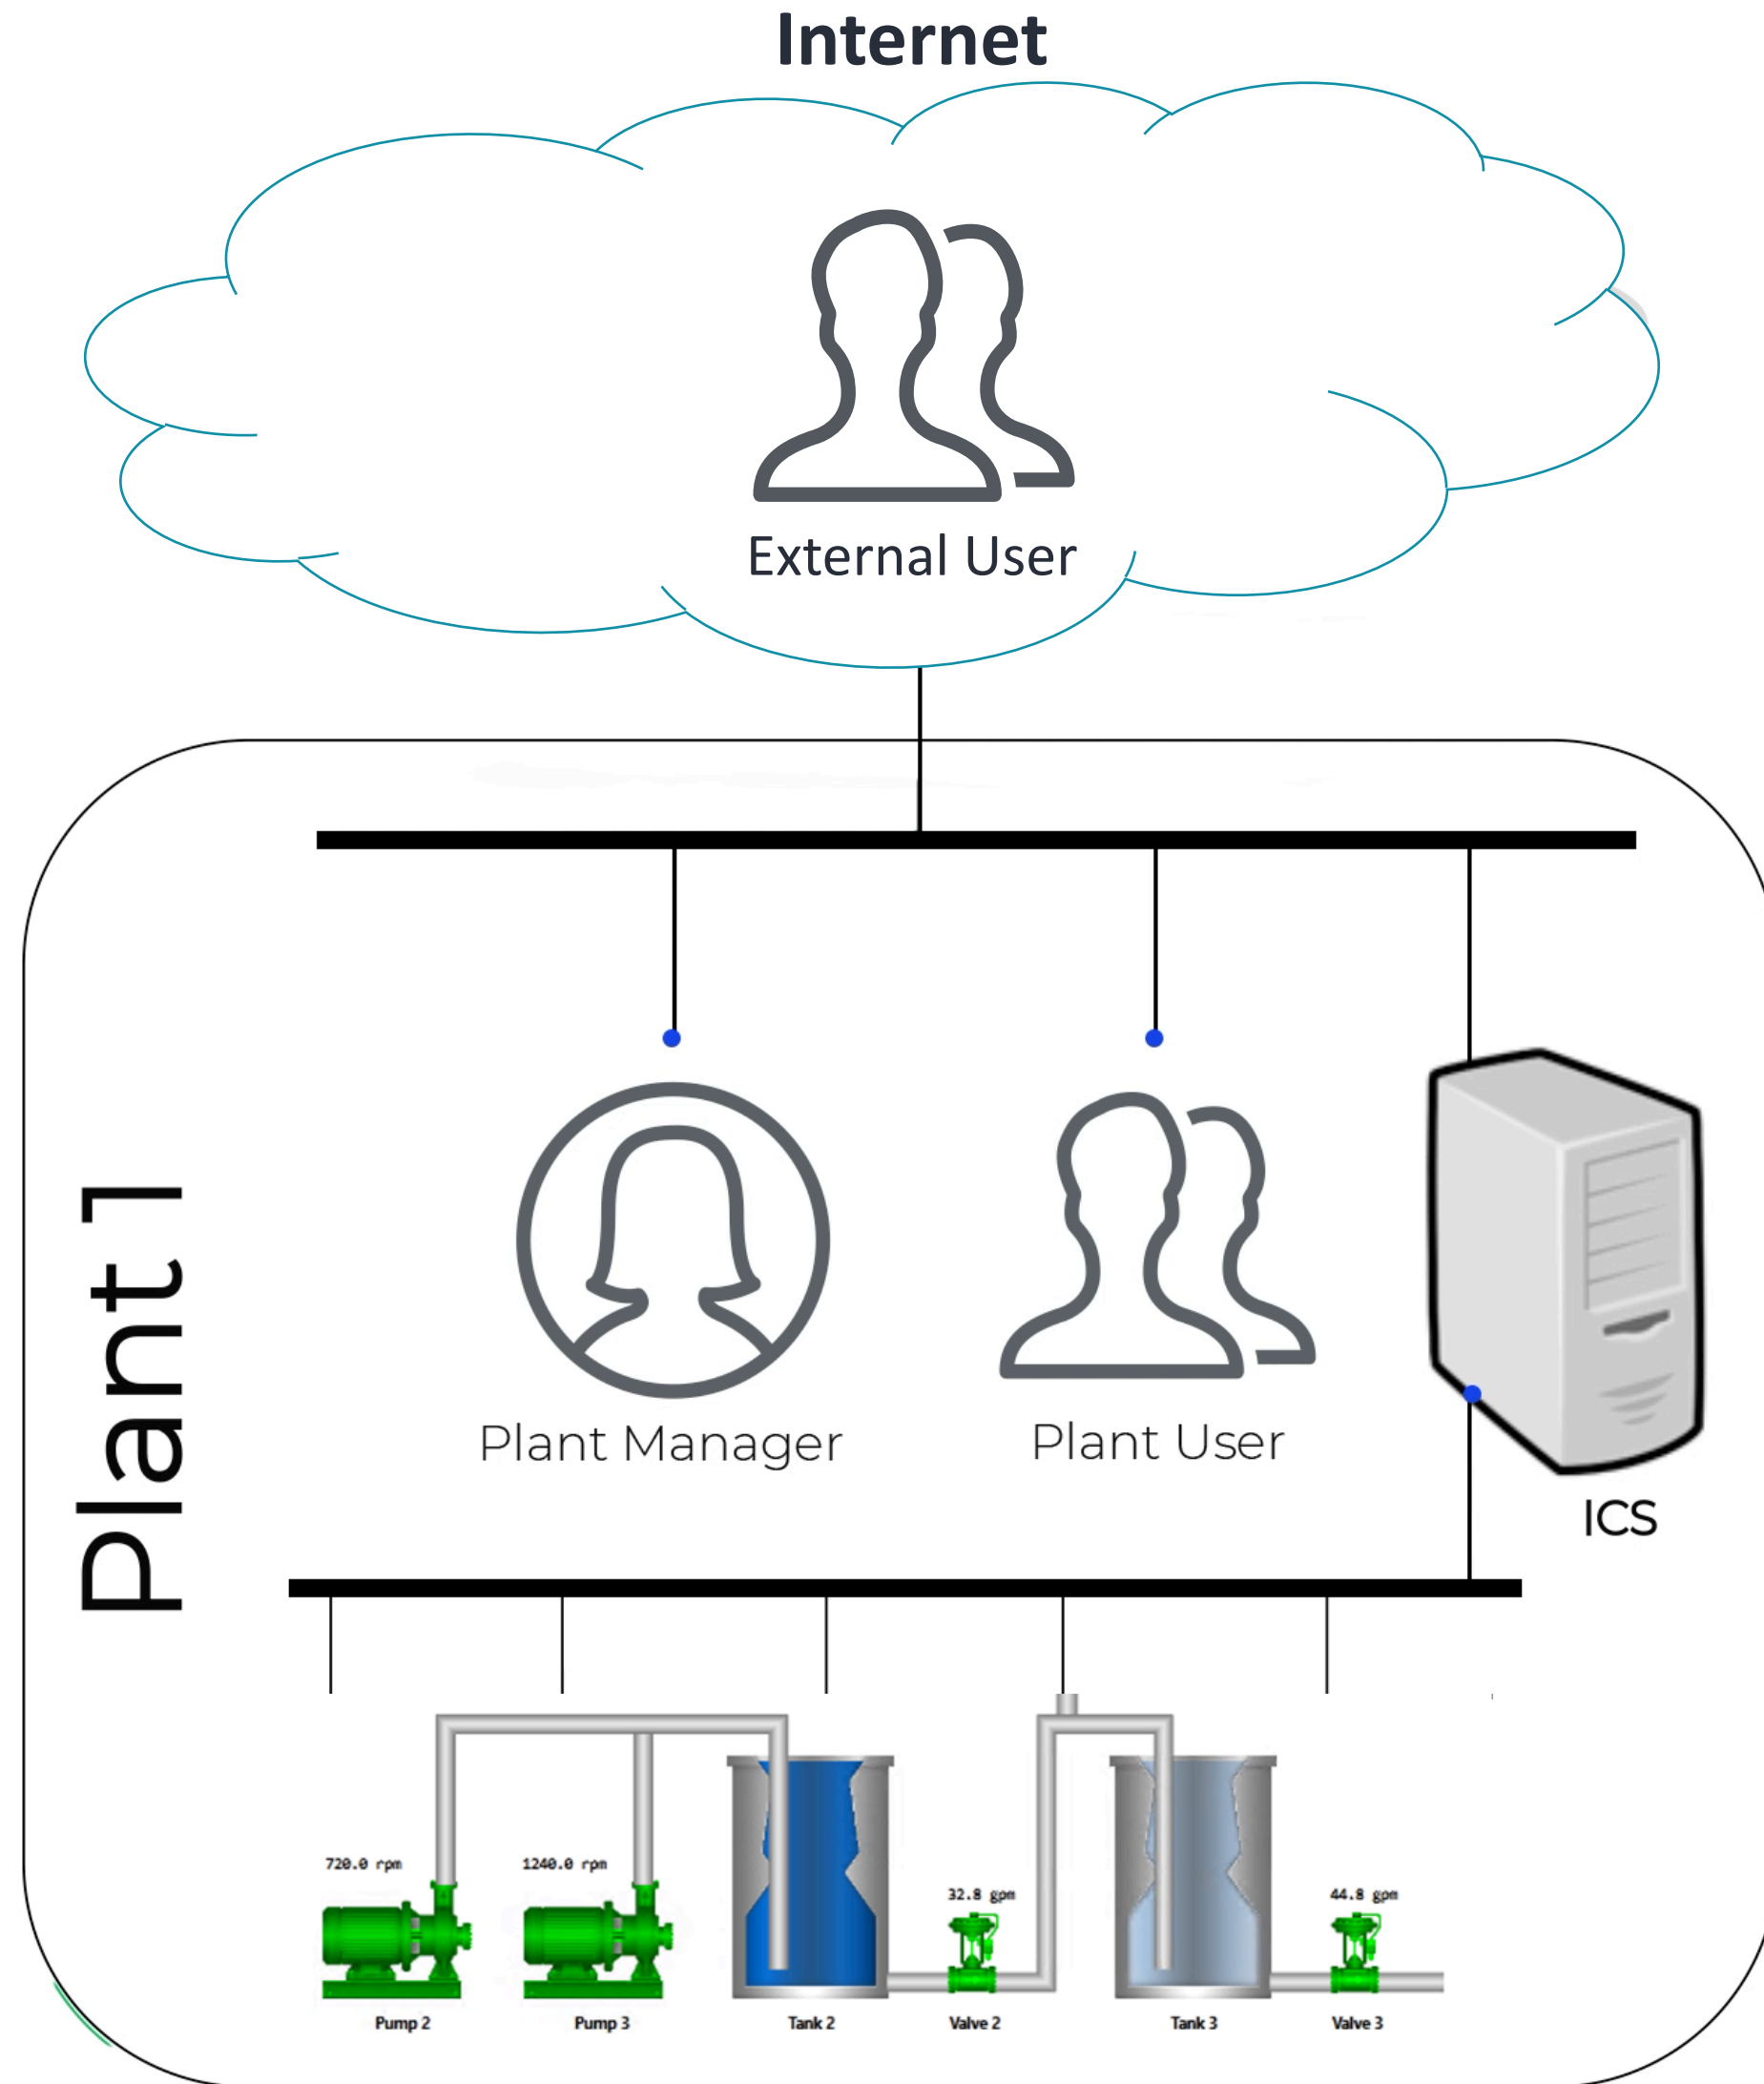 Internet
External User
Plant 1
Plant Manager
Plant User
ICS
720.0 rpm
1240.0 rpm
32.8 gpm
44.8 gpm
Pump 2
Pump 3
Tank 2
Valve 2
Tank 3
Valve 3